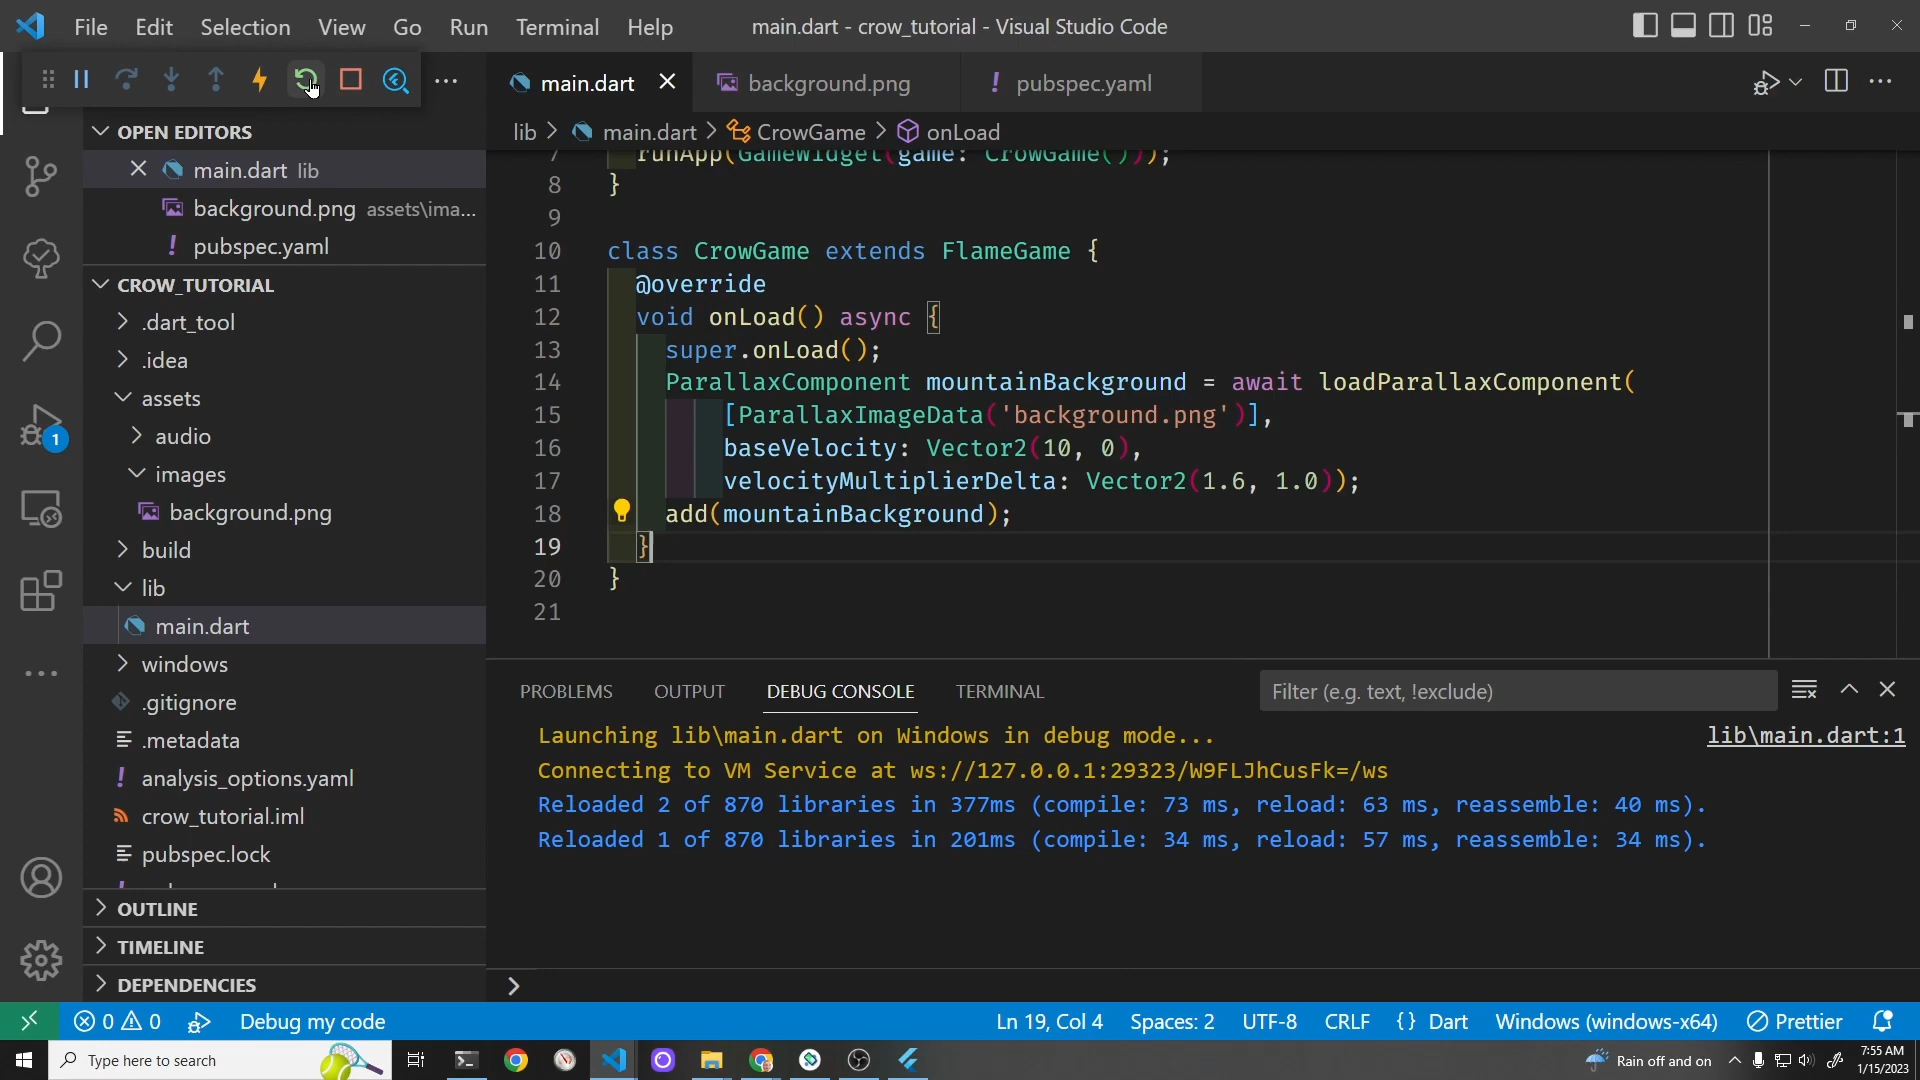 File Edit Selection View Go Run Terminal Help
main.dart - crow_tutorial - Visual Studio Code
main.dart
background.png
! pubspec.yaml
lib > main.dart > CrowGame > onLoad
OPEN EDITORS
main.dart lib
background.png assets\ima...
! pubspec.yaml
CROW_TUTORIAL
.dart_tool
.idea
assets
audio
images
background.png
build
lib
main.dart
windows
.gitignore
.metadata
! analysis_options.yaml
crow_tutorial.iml
pubspec.lock
OUTLINE
TIMELINE
DEPENDENCIES
7 runApp(GameWidget(game: CrowGame()));
8 }
9
10 class CrowGame extends FlameGame {
11 @override
12 void onLoad() async {
13 super.onLoad();
14 ParallaxComponent mountainBackground = await loadParallaxComponent(
15 [ParallaxImageData('background.png')],
16 baseVelocity: Vector2(10, 0),
17 velocityMultiplierDelta: Vector2(1.6, 1.0));
18 add(mountainBackground);
19 }
20 }
21
PROBLEMS OUTPUT DEBUG CONSOLE TERMINAL
Filter (e.g. text, !exclude)
Launching lib\main.dart on Windows in debug mode...
lib\main.dart:1
Connecting to VM Service at ws://127.0.0.1:29323/W9FLJhCusFk=/ws
Reloaded 2 of 870 libraries in 377ms (compile: 73 ms, reload: 63 ms, reassemble: 40 ms).
Reloaded 1 of 870 libraries in 201ms (compile: 34 ms, reload: 57 ms, reassemble: 34 ms).
>
1
0 0 Debug my code
Ln 19, Col 4 Spaces: 2 UTF-8 CRLF {} Dart Windows (windows-x64) Prettier
Type here to search
Rain off and on
7:55 AM
1/15/2023